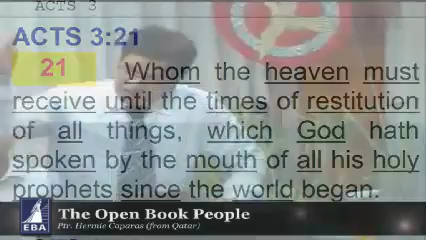 ACTS 3
ACTS 3:21
21 Whom the heaven must
receive until the times of restitution
of all things, which God hath
spoken by the mouth of all his holy
prophets since the world began.
EBA
The Open Book People
Ptr. Hermie Caparas (from Qatar)